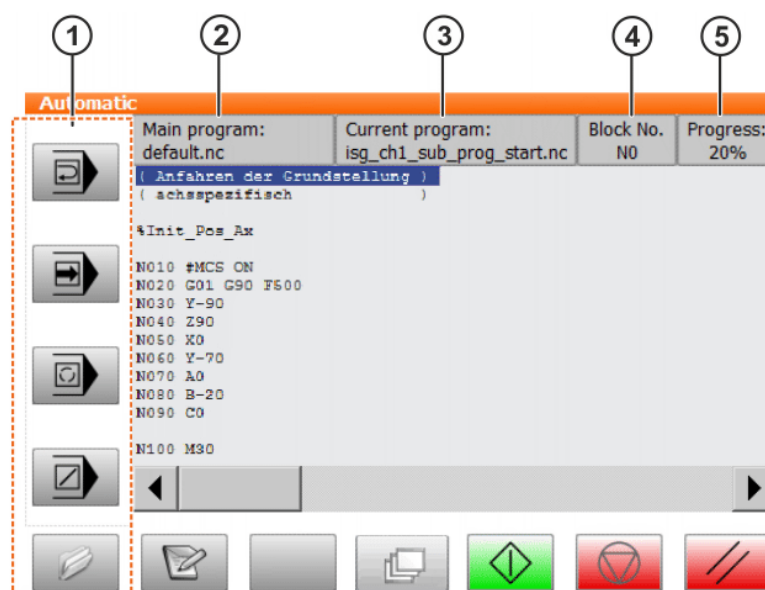 1 2 3 4 5
Automatic
Main program: Current program: Block No. Progress:
default.nc isg_ch1_sub_prog_start.nc N0 20%
( Anfahren der Grundstellung )
( achsspezifisch )
%Init_Pos_Ax
N010 #MCS ON
N020 G01 G90 F500
N030 Y-90
N040 Z90
N050 X0
N060 Y-70
N070 A0
N080 B-20
N090 C0
N100 M30